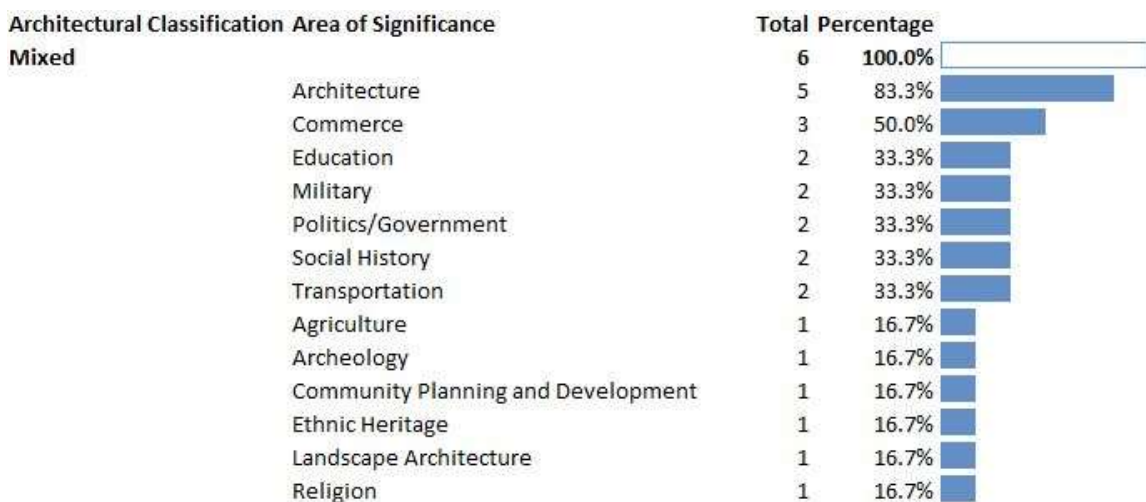 Architectural Classification Area of Significance Total Percentage
Mixed 6 100.0%
Architecture 5 83.3%
Commerce 3 50.0%
Education 2 33.3%
Military 2 33.3%
Politics/Government 2 33.3%
Social History 2 33.3%
Transportation 2 33.3%
Agriculture 1 16.7%
Archeology 1 16.7%
Community Planning and Development 1 16.7%
Ethnic Heritage 1 16.7%
Landscape Architecture 1 16.7%
Religion 1 16.7%